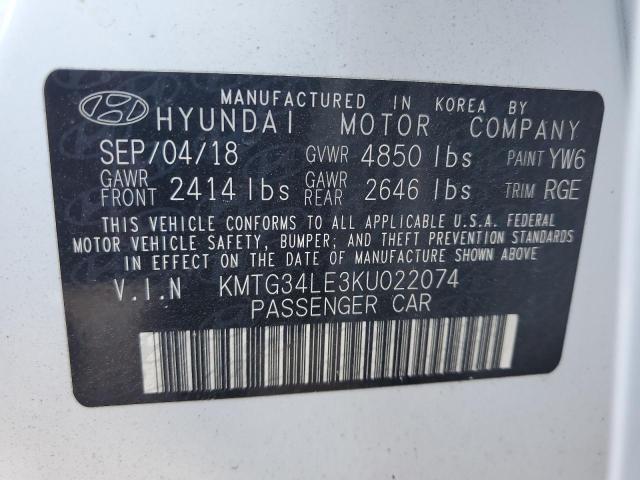 MANUFACTURED IN KOREA BY
HYUNDAI MOTOR COMPANY
SEP/04/18 GVWR 4850 lbs PAINT YW6
GAWR FRONT 2414 lbs GAWR REAR 2646 lbs TRIM RGE
THIS VEHICLE CONFORMS TO ALL APPLICABLE U.S.A. FEDERAL
MOTOR VEHICLE SAFETY, BUMPER; AND THEFT PREVENTION STANDARDS
IN EFFECT ON THE DATE OF MANUFACTURE SHOWN ABOVE
V.I.N KMTG34LE3KU022074
PASSENGER CAR